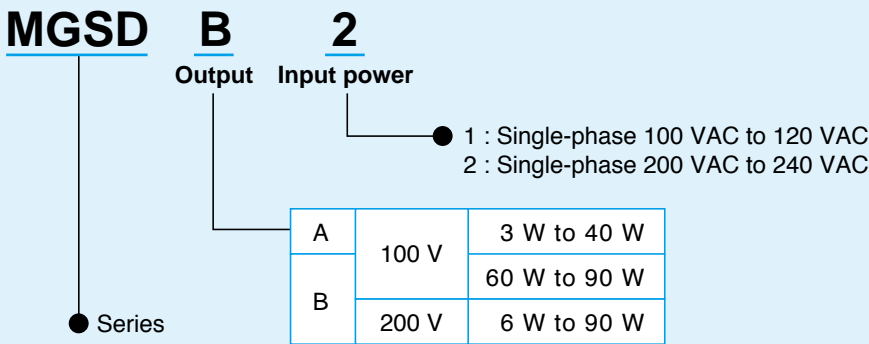 MGSD B 2
Output Input power
1 : Single-phase 100 VAC to 120 VAC
2 : Single-phase 200 VAC to 240 VAC
A 100 V 3 W to 40 W
60 W to 90 W
B
200 V 6 W to 90 W
Series